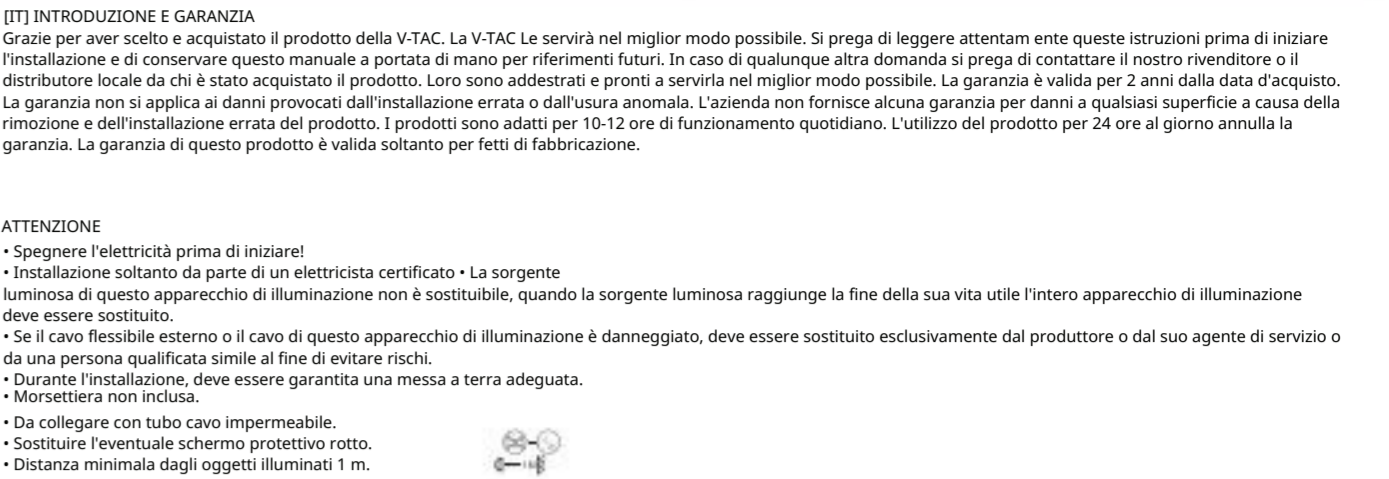 [IT] INTRODUZIONE E GARANZIA
Grazie per aver scelto e acquistato il prodotto della V-TAC. La V-TAC Le servirà nel miglior modo possibile. Si prega di leggere attentam ente queste istruzioni prima di iniziare
l'installazione e di conservare questo manuale a portata di mano per riferimenti futuri. In caso di qualunque altra domanda si prega di contattare il nostro rivenditore o il
distributore locale da chi è stato acquistato il prodotto. Loro sono addestrati e pronti a servirla nel miglior modo possibile. La garanzia è valida per 2 anni dalla data d'acquisto.
La garanzia non si applica ai danni provocati dall'installazione errata o dall'usura anomala. L'azienda non fornisce alcuna garanzia per danni a qualsiasi superficie a causa della
rimozione e dell'installazione errata del prodotto. I prodotti sono adatti per 10-12 ore di funzionamento quotidiano. L'utilizzo del prodotto per 24 ore al giorno annulla la
garanzia. La garanzia di questo prodotto è valida soltanto per fetti di fabbricazione.
ATTENZIONE
• Spegnere l'elettricità prima di iniziare!
• Installazione soltanto da parte di un elettricista certificato • La sorgente
luminosa di questo apparecchio di illuminazione non è sostituibile, quando la sorgente luminosa raggiunge la fine della sua vita utile l'intero apparecchio di illuminazione
deve essere sostituito.
• Se il cavo flessibile esterno o il cavo di questo apparecchio di illuminazione è danneggiato, deve essere sostituito esclusivamente dal produttore o dal suo agente di servizio o
da una persona qualificata simile al fine di evitare rischi.
• Durante l'installazione, deve essere garantita una messa a terra adeguata.
• Morsettiera non inclusa.
• Da collegare con tubo cavo impermeabile.
• Sostituire l'eventuale schermo protettivo rotto.
• Distanza minimala dagli oggetti illuminati 1 m.